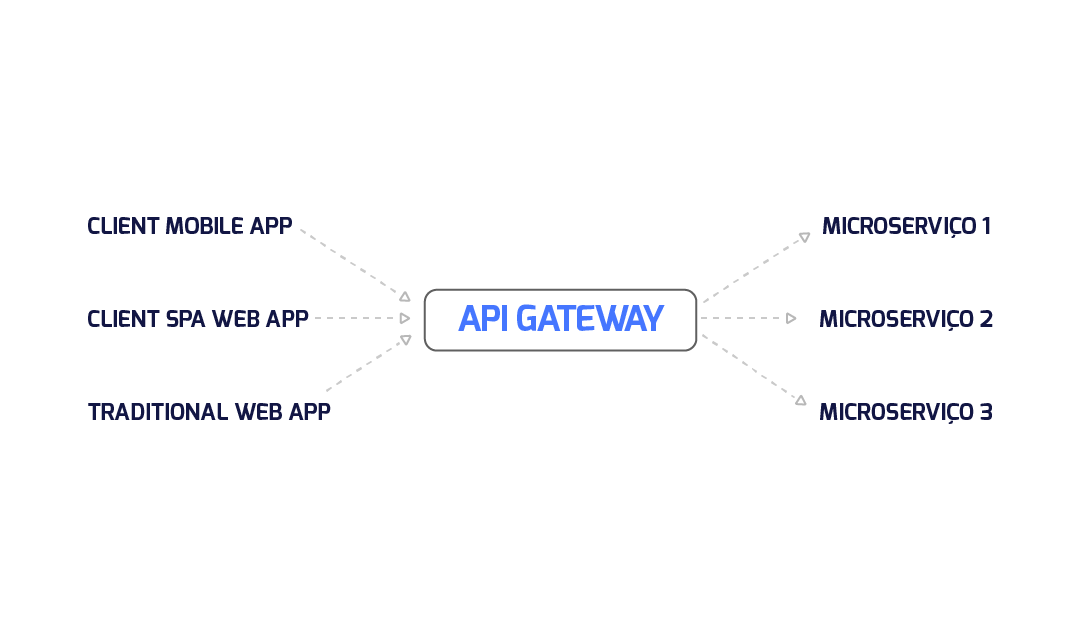 CLIENT MOBILE APP
CLIENT SPA WEB APP
TRADITIONAL WEB APP
API GATEWAY
MICROSERVIÇO 1
MICROSERVIÇO 2
MICROSERVIÇO 3